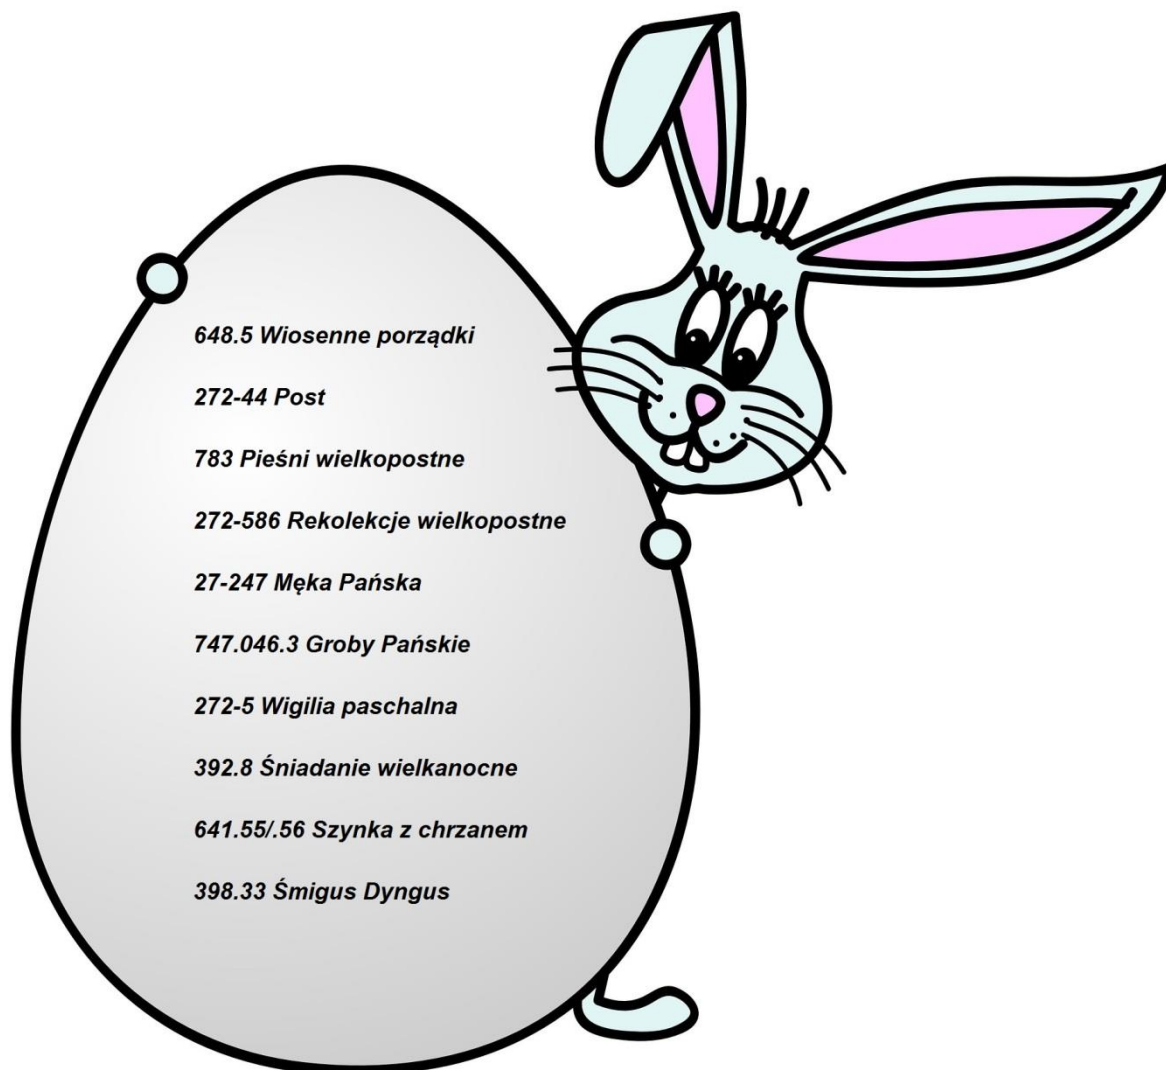 648.5 Wiosenne porządki
272-44 Post
783 Pieśni wielkopostne
272-586 Rekolekcje wielkopostne
27-247 Męka Pańska
747.046.3 Groby Pańskie
272-5 Wigilia paschalna
392.8 Śniadanie wielkanocne
641.55/.56 Szynka z chrzanem
398.33 Śmigus Dyngus